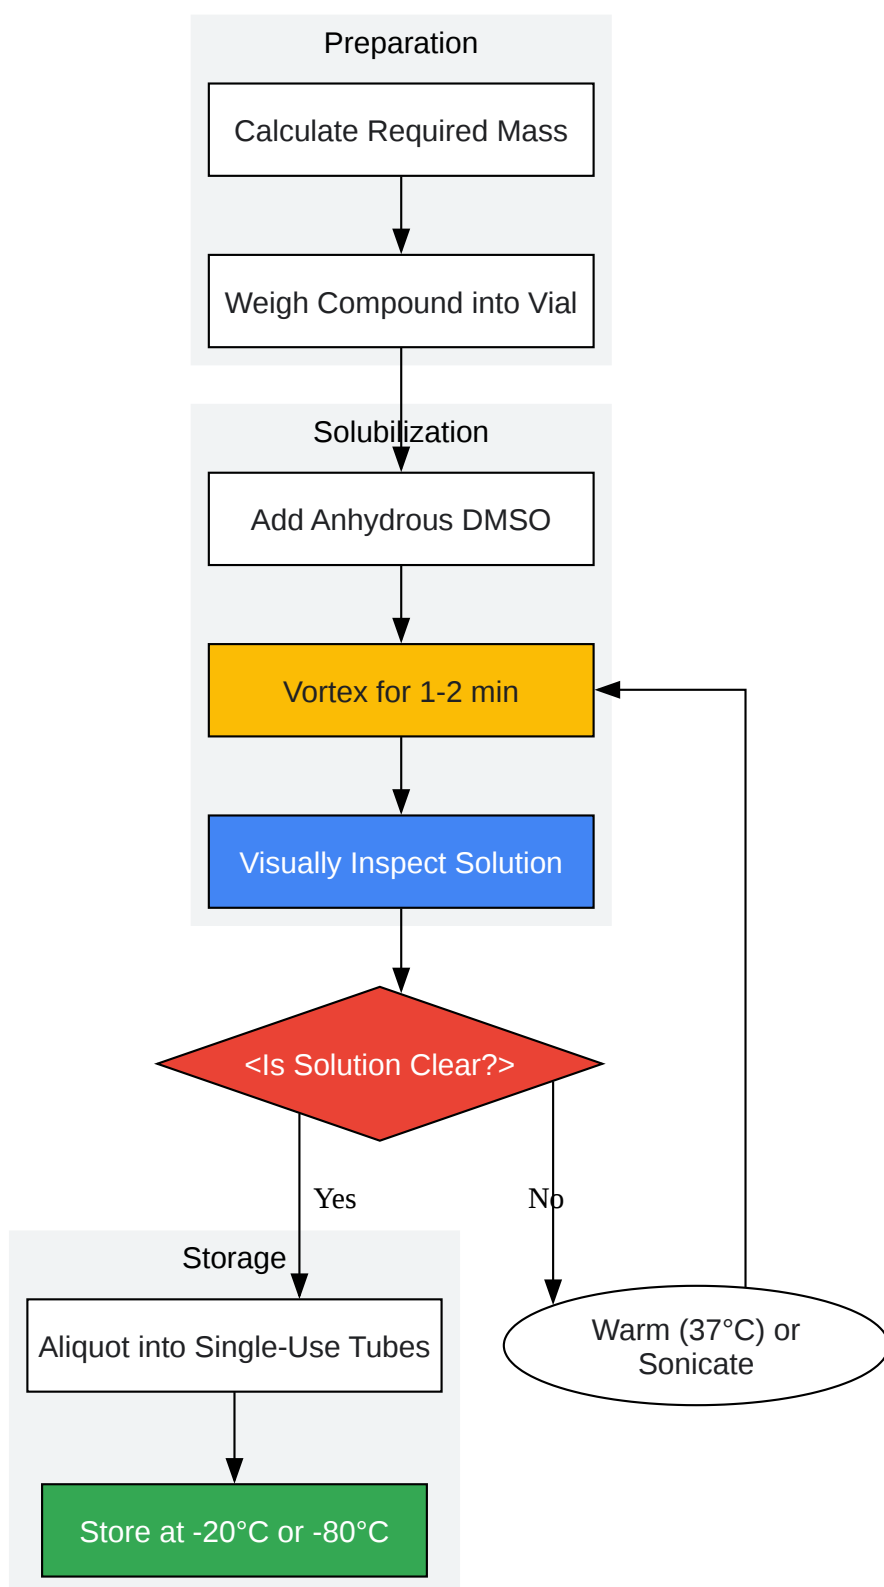 Preparation
Calculate Required Mass
Weigh Compound into Vial
Solubilization
Add Anhydrous DMSO
Vortex for 1-2 min
Visually Inspect Solution
<Is Solution Clear?>
Yes
No
Storage
Aliquot into Single-Use Tubes
Warm (37°C) or
Sonicate
Store at -20°C or -80°C